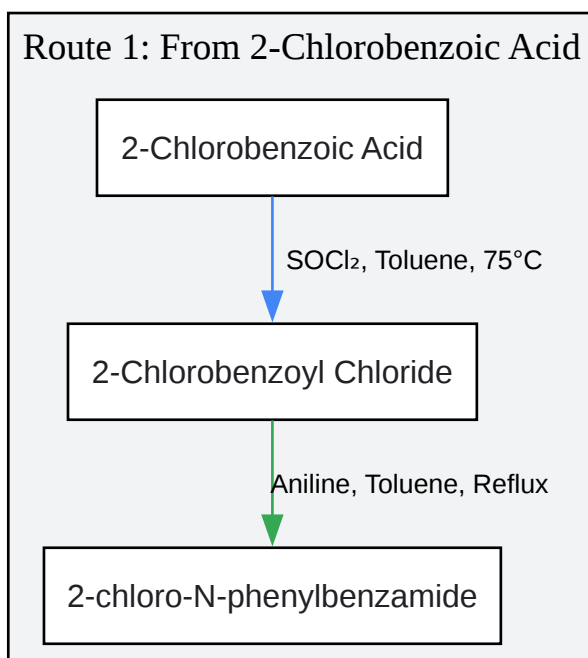 Route 1: From 2-Chlorobenzoic Acid
2-Chlorobenzoic Acid
SOCl₂, Toluene, 75°C
2-Chlorobenzoyl Chloride
Aniline, Toluene, Reflux
2-chloro-N-phenylbenzamide